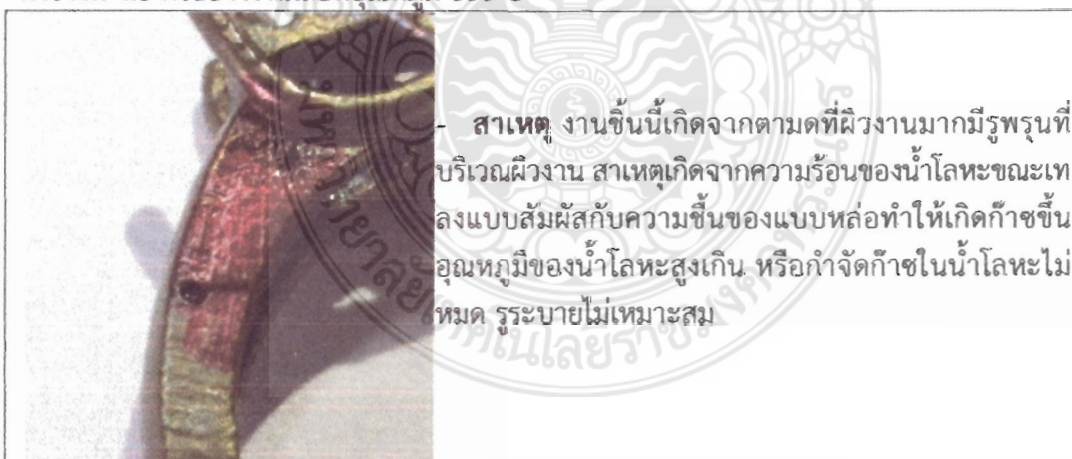 - สาเหตุ งานชิ้นนี้เกิดจากตามดที่ผิวงานมากมีรูพรุนที่
บริเวณผิวงาน สาเหตุเกิดจากความร้อนของน้ำโลหะขณะเท
ลงแบบสัมผัสกับความชื้นของแบบหล่อทำให้เกิดก๊าซขึ้น
อุณหภูมิของน้ำโลหะสูงเกิน หรือกำจัดก๊าซในน้ำโลหะไม่
หมด รูระบายไม่เหมาะสม